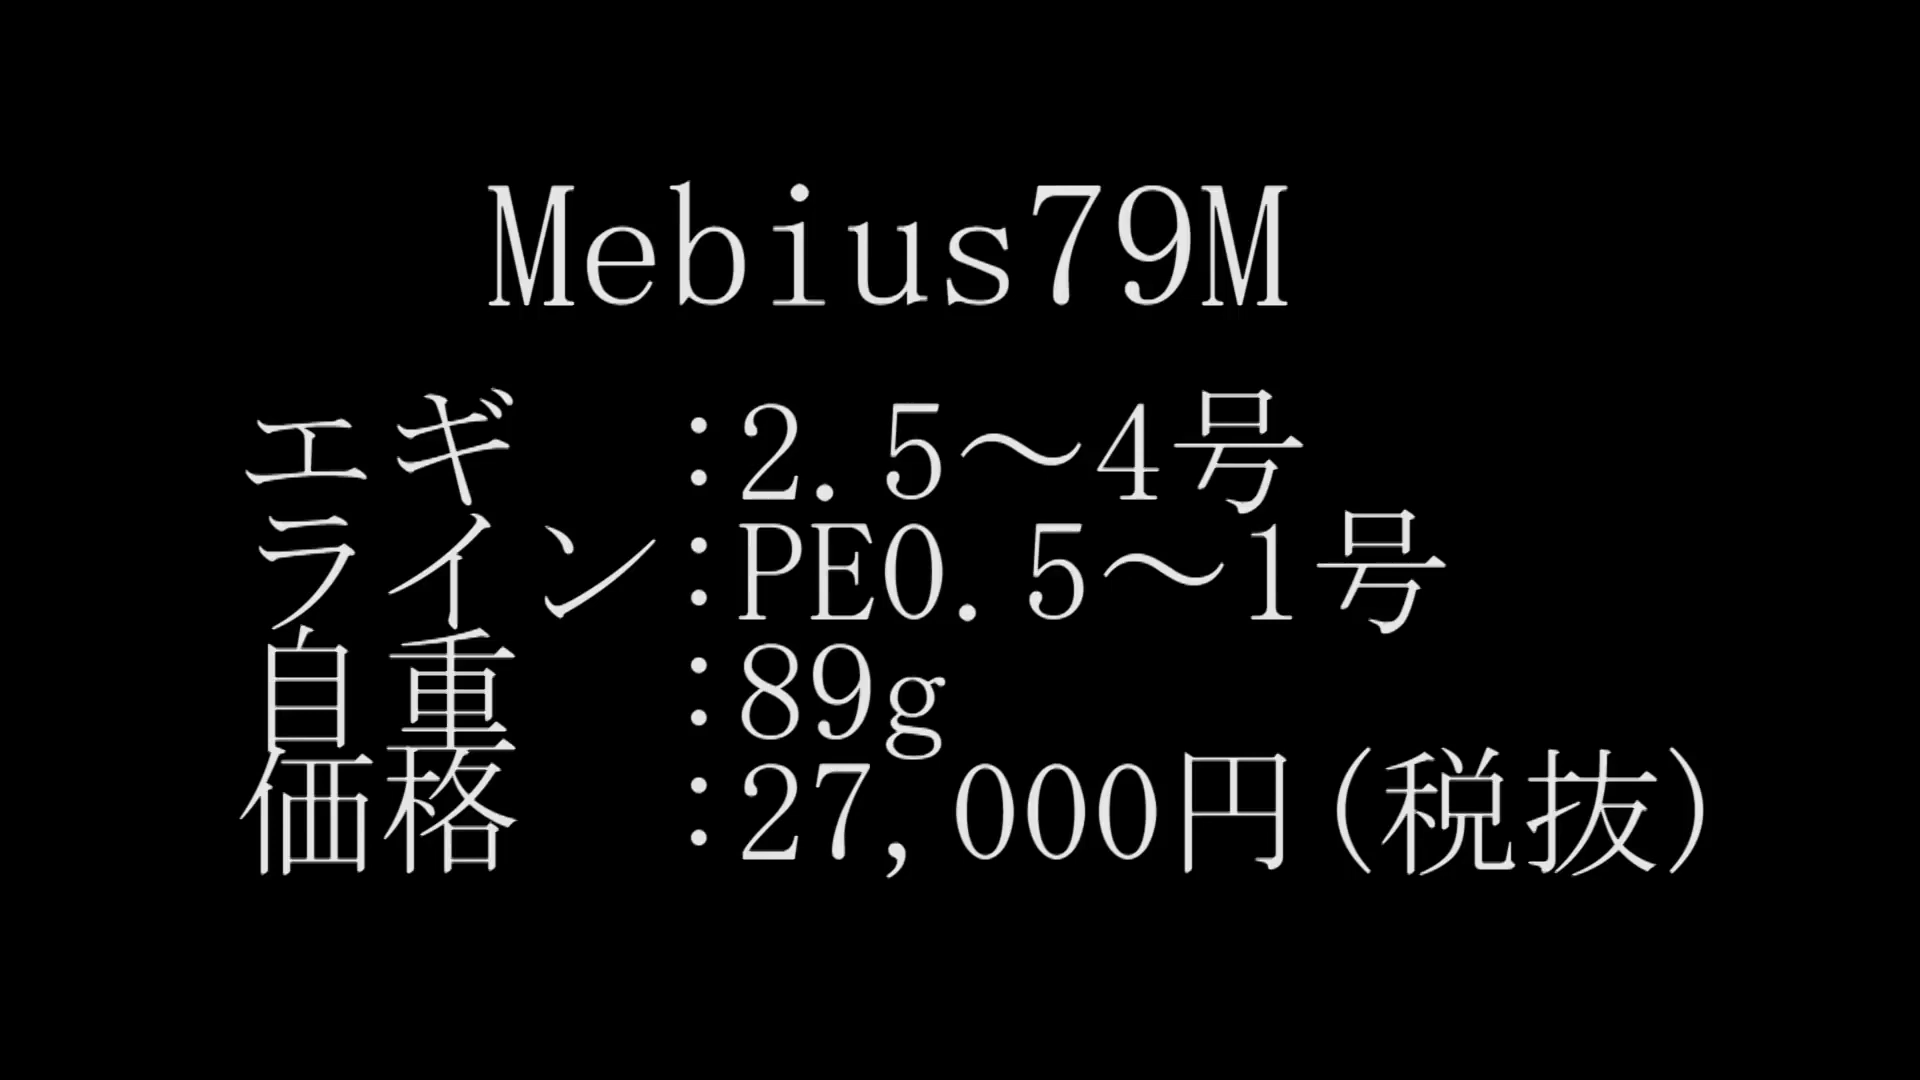 Mebius79M
エギ　:2.5～4号
ライン:PE0.5～1号
自重　:89g
価格　:27,000円(税抜)